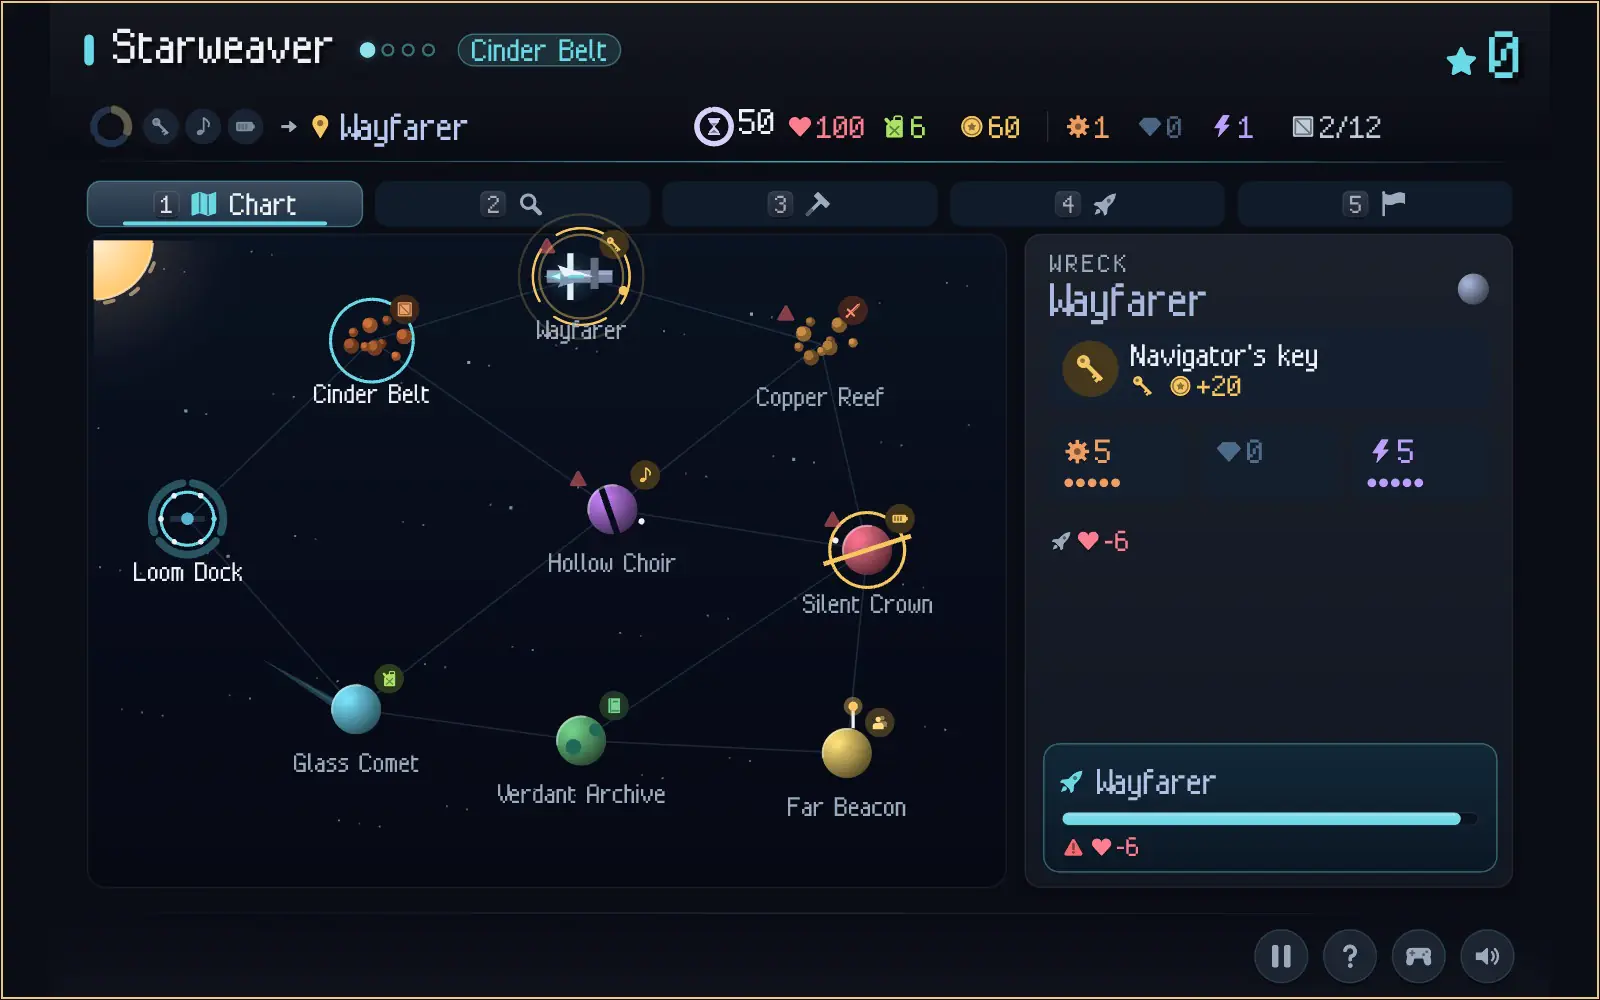 Starweaver Cinder Belt 0
Wayfarer 50 100 6 60 1 0 1 2/12
1 Chart 2 3 4 5
Wayfarer
Cinder Belt
Copper Reef
Hollow Choir
Loom Dock
Silent Crown
Glass Comet
Verdant Archive
Far Beacon
WRECK
Wayfarer
Navigator's key
+20
5 0 5
-6
Wayfarer
-6
?